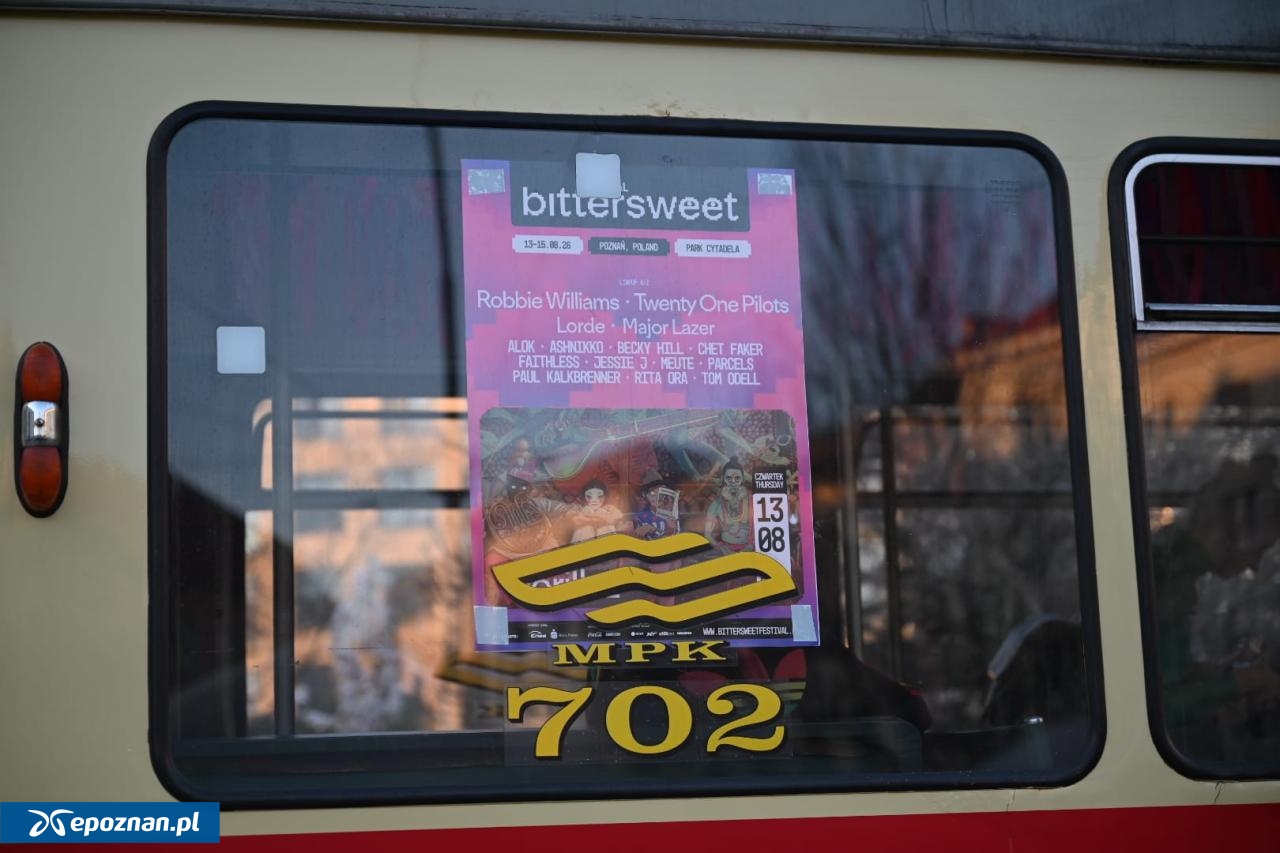 bittersweet
13-15.08.26
POZNAŃ, POLAND
PARK CYTADELA
LINEUP A-Z
Robbie Williams · Twenty One Pilots
Lorde · Major Lazer
ALOK · ASHNIKKO · BECKY HILL · CHET FAKER
FAITHLESS · JESSIE J · MEUTE · PARCELS
PAUL KALKBRENNER · RITA ORA · TOM ODELL
CZWARTEK
THURSDAY
13
08
WWW.BITTERSWEETFESTIVAL.
MPK
702
epoznan.pl